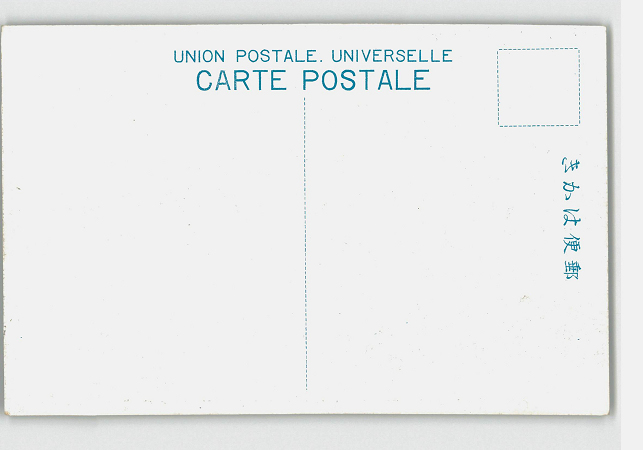 UNION POSTALE. UNIVERSELLE
CARTE POSTALE
郵便はかき